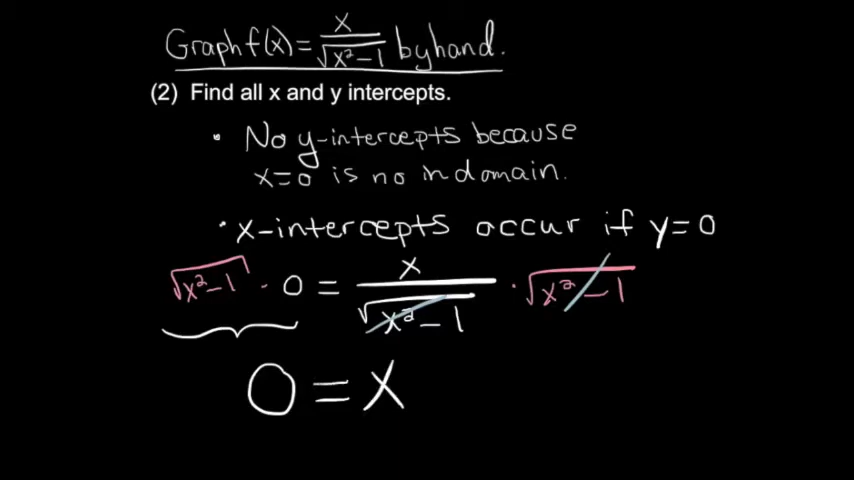 Graph f(x) = x/√(x²-1) by hand.
(2) Find all x and y intercepts.
• No y-intercepts because
x=0 is no in domain.
• x-intercepts occur if y=0
√(x²-1) · 0 = x/√(x²-1) · √(x²-1)
0 = x